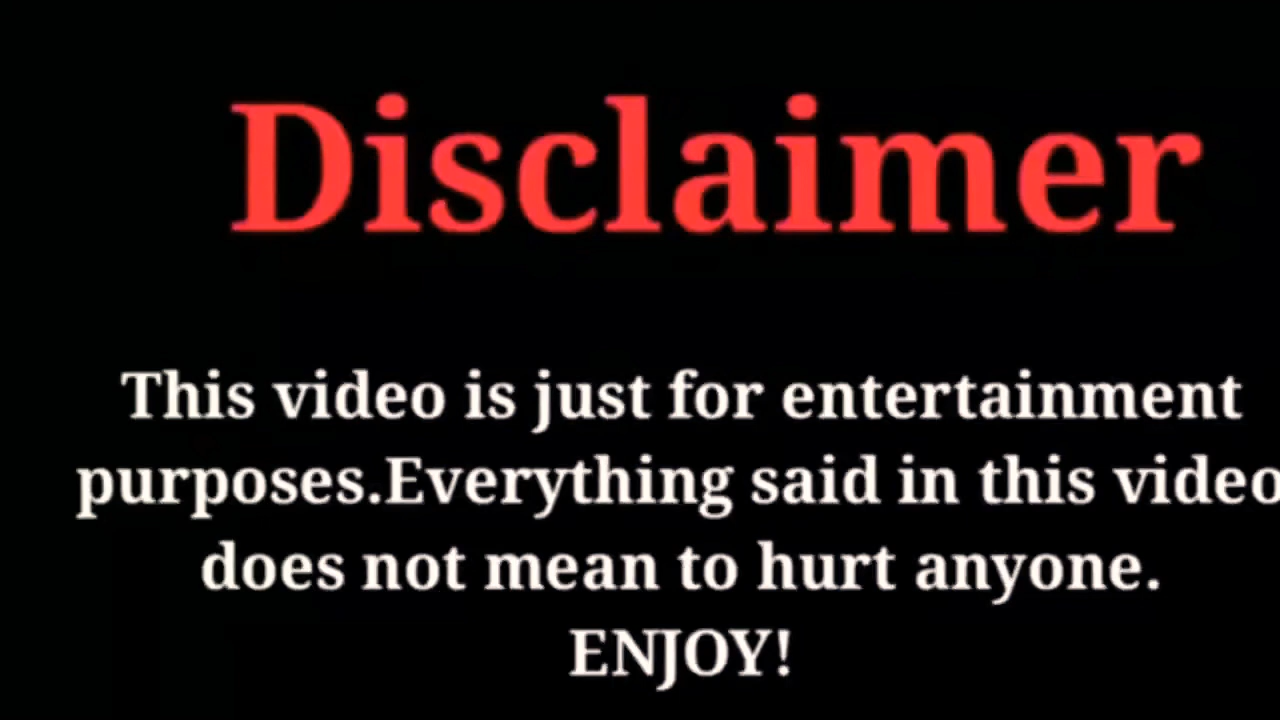 Disclaimer
This video is just for entertainment
purposes.Everything said in this video
does not mean to hurt anyone.
ENJOY!